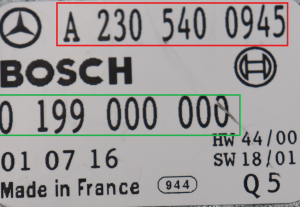 A 230 540 0945
BOSCH
0 199 000 000
HW 44/00
01 07 16 SW 18/01
Made in France 944 Q5